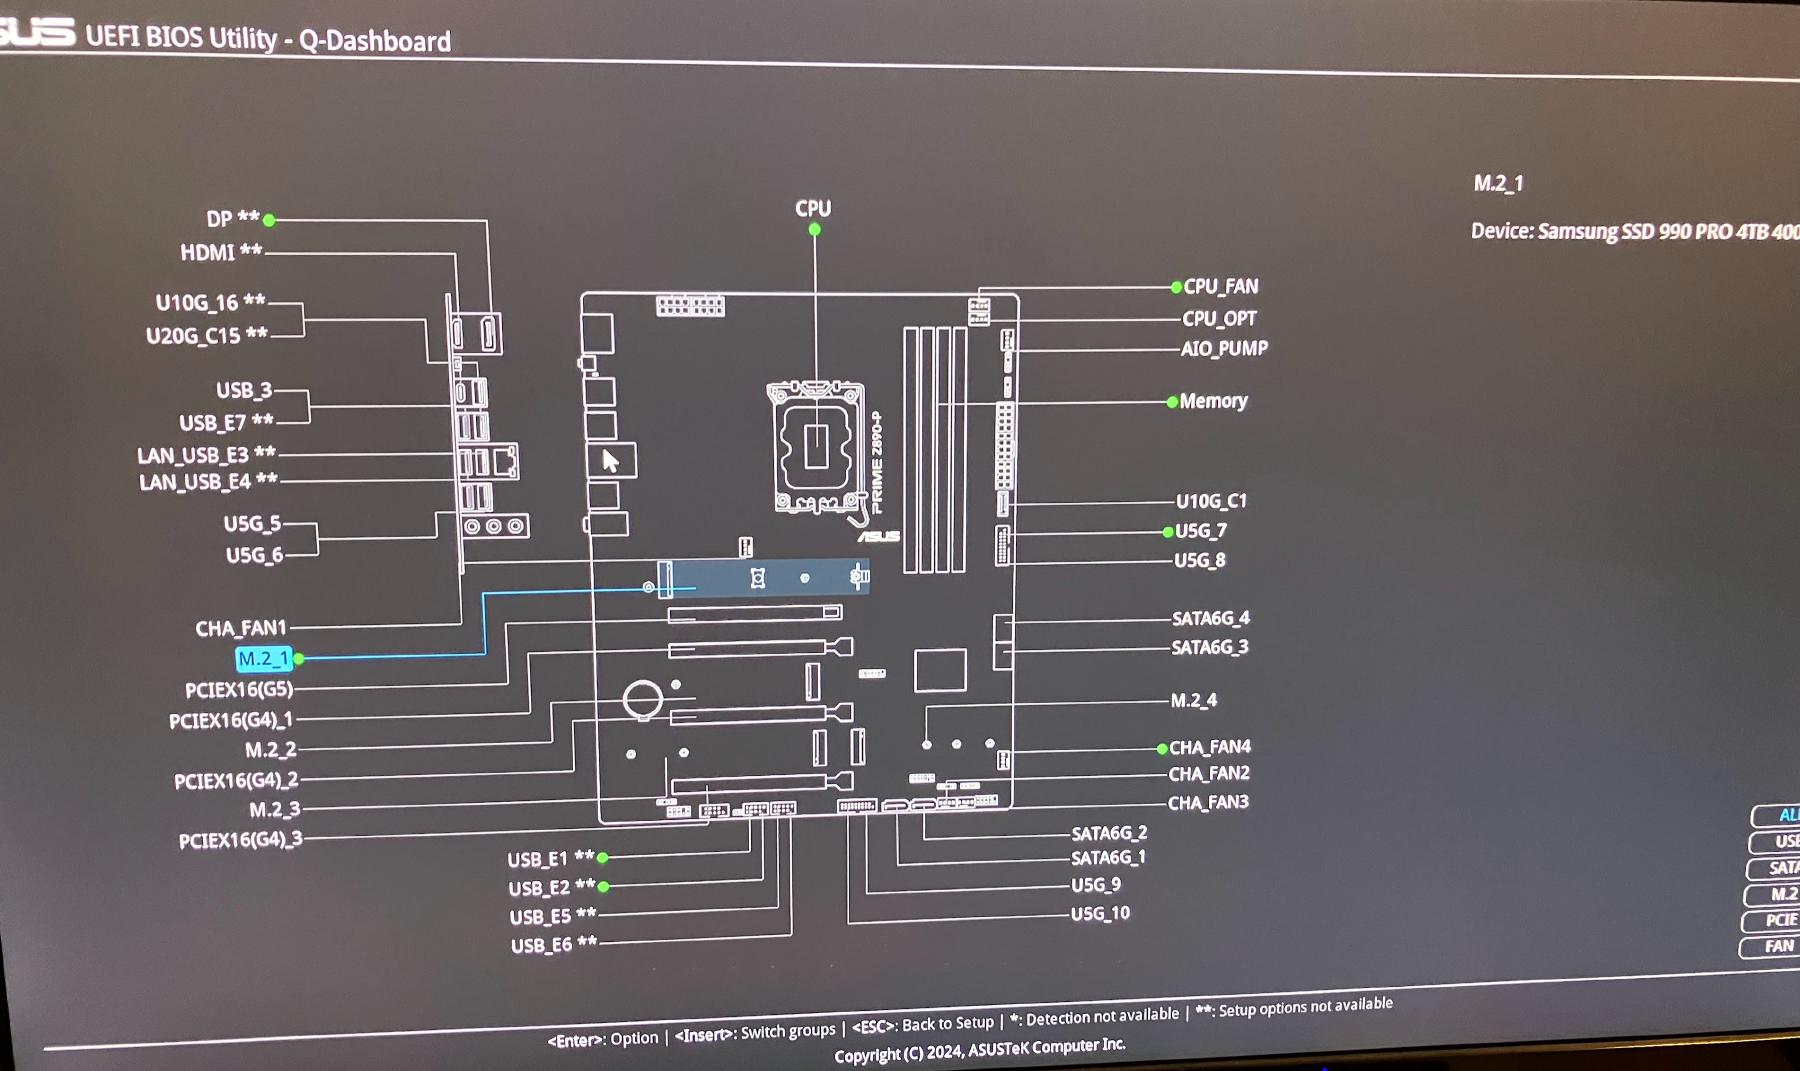 UEFI BIOS Utility - Q-Dashboard
M.2_1
Device: Samsung SSD 990 PRO 4TB
CPU
DP **
HDMI **
U10G_16 **
U20G_C15 **
USB_3
USB_E7 **
LAN_USB_E3 **
LAN_USB_E4 **
U5G_5
U5G_6
CHA_FAN1
M.2_1
PCIEX16(G5)
PCIEX16(G4)_1
M.2_2
PCIEX16(G4)_2
M.2_3
PCIEX16(G4)_3
PRIME Z890-P
ASUS
CPU_FAN
CPU_OPT
AIO_PUMP
Memory
U10G_C1
U5G_7
U5G_8
SATA6G_4
SATA6G_3
M.2_4
CHA_FAN4
CHA_FAN2
CHA_FAN3
USB_E1 **
USB_E2 **
USB_E5 **
USB_E6 **
SATA6G_2
SATA6G_1
U5G_9
U5G_10
M.2
PCIE
FAN
<Enter>: Option | <Insert>: Switch groups | <ESC>: Back to Setup | *: Detection not available | **: Setup options not available
Copyright (C) 2024, ASUSTeK Computer Inc.